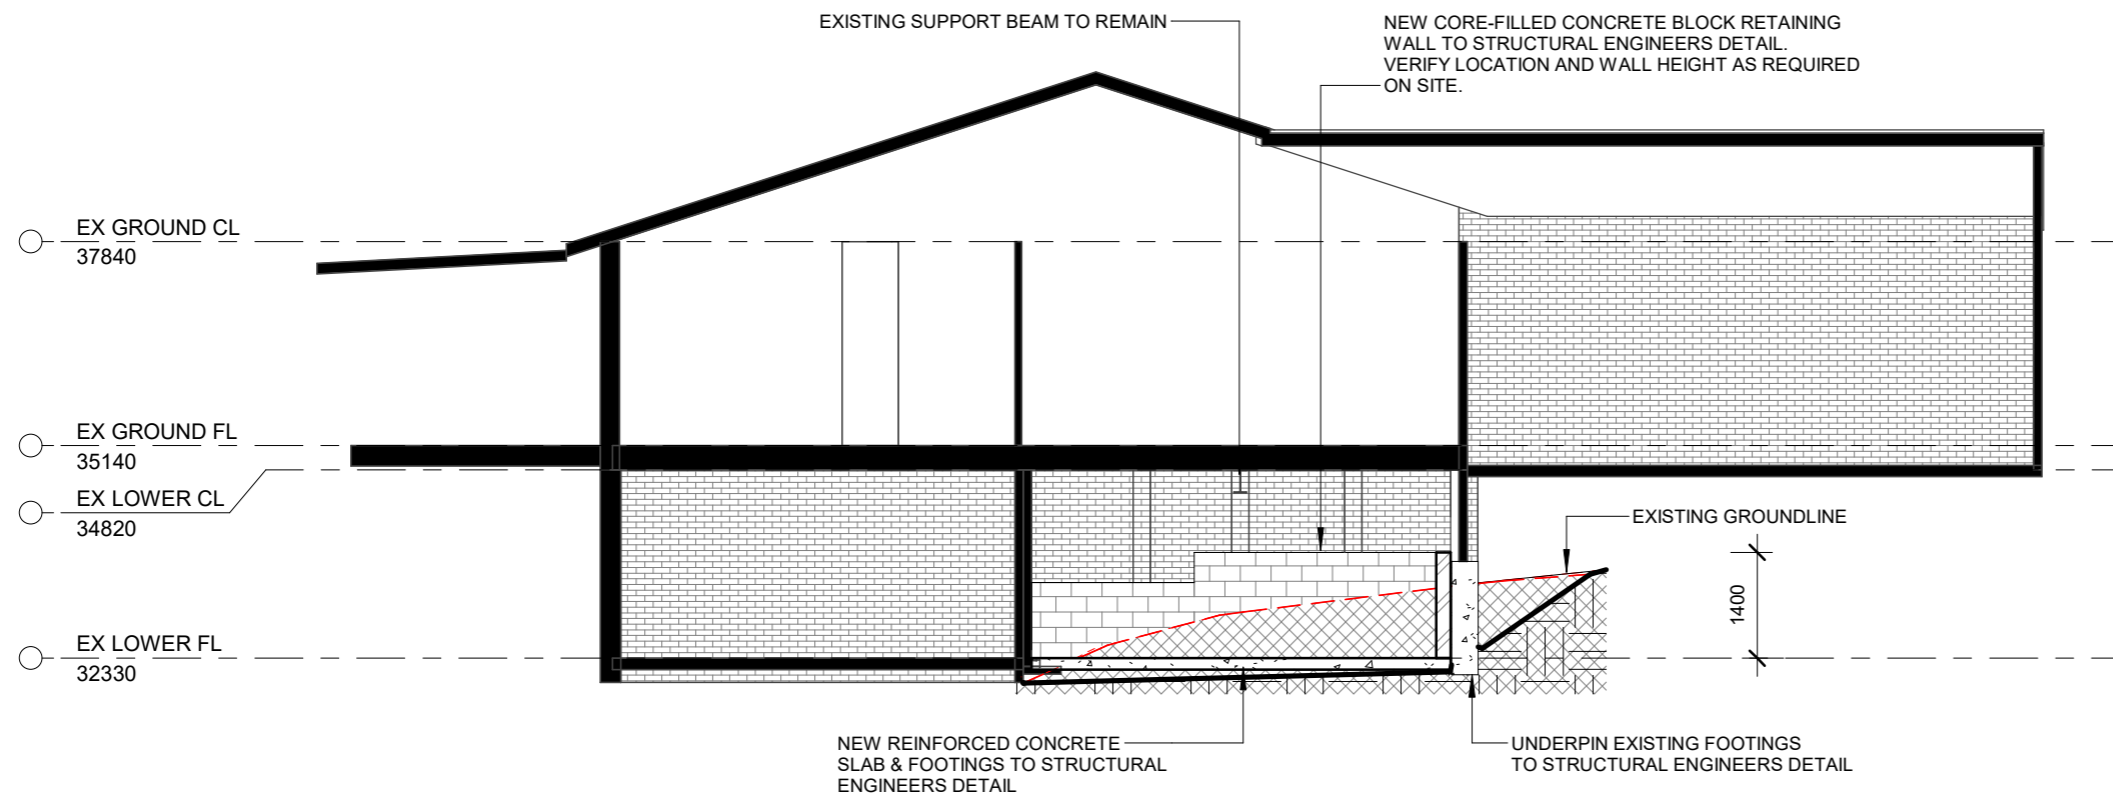 EXISTING SUPPORT BEAM TO REMAIN
NEW CORE-FILLED CONCRETE BLOCK RETAINING
WALL TO STRUCTURAL ENGINEERS DETAIL.
VERIFY LOCATION AND WALL HEIGHT AS REQUIRED
ON SITE.
EX GROUND CL
37840
EX GROUND FL
35140
EX LOWER CL
34820
EXISTING GROUNDLINE
1400
EX LOWER FL
32330
NEW REINFORCED CONCRETE
SLAB & FOOTINGS TO STRUCTURAL
ENGINEERS DETAIL
UNDERPIN EXISTING FOOTINGS
TO STRUCTURAL ENGINEERS DETAIL